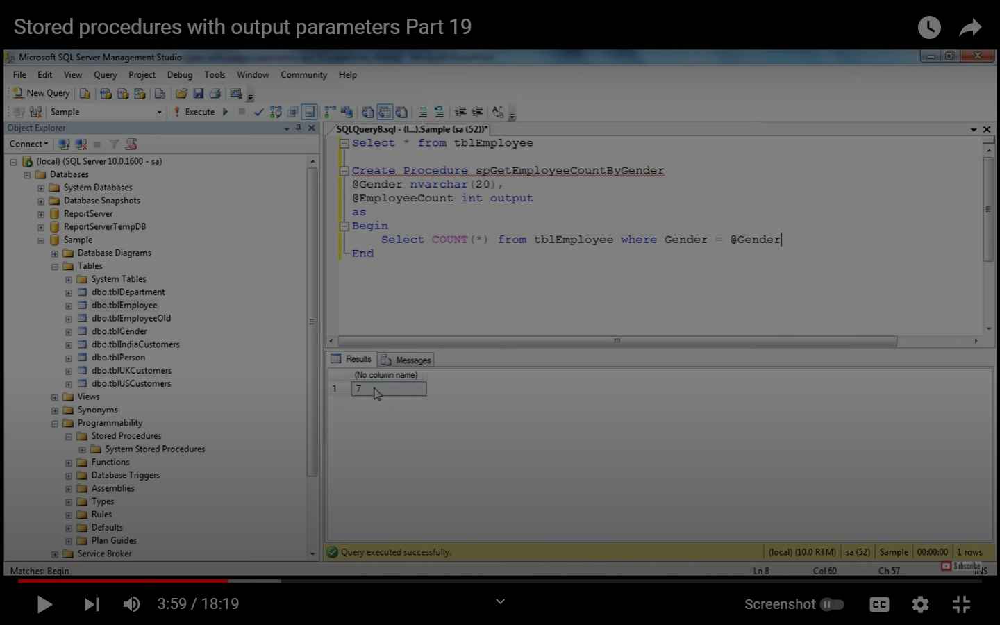 Stored procedures with output parameters Part 19
Microsoft SQL Server Management Studio
File Edit View Query Project Debug Tools Window Community Help
New Query
Sample Execute
Object Explorer
Connect
(local) (SQL Server 10.0.1600 - sa)
Databases
System Databases
Database Snapshots
ReportServer
ReportServerTempDB
Sample
Database Diagrams
Tables
System Tables
dbo.tblDepartment
dbo.tblEmployee
dbo.tblEmployeeOld
dbo.tblGender
dbo.tblIndiaCustomers
dbo.tblPerson
dbo.tblUKCustomers
dbo.tblUSCustomers
Views
Synonyms
Programmability
Stored Procedures
System Stored Procedures
Functions
Database Triggers
Assemblies
Types
Rules
Defaults
Plan Guides
Service Broker
SQLQuery8.sql - (l...).Sample (sa (52))*
Select * from tblEmployee
Create Procedure spGetEmployeeCountByGender
@Gender nvarchar(20),
@EmployeeCount int output
as
Begin
Select COUNT(*) from tblEmployee where Gender = @Gender
End
Results Messages
(No column name)
1 7
Query executed successfully. (local) (10.0 RTM) sa (52) Sample 00:00:00 1 rows
Matches: Begin Ln 8 Col 60 Ch 57 INS
Subscribe
3:59 / 18:19 Screenshot CC